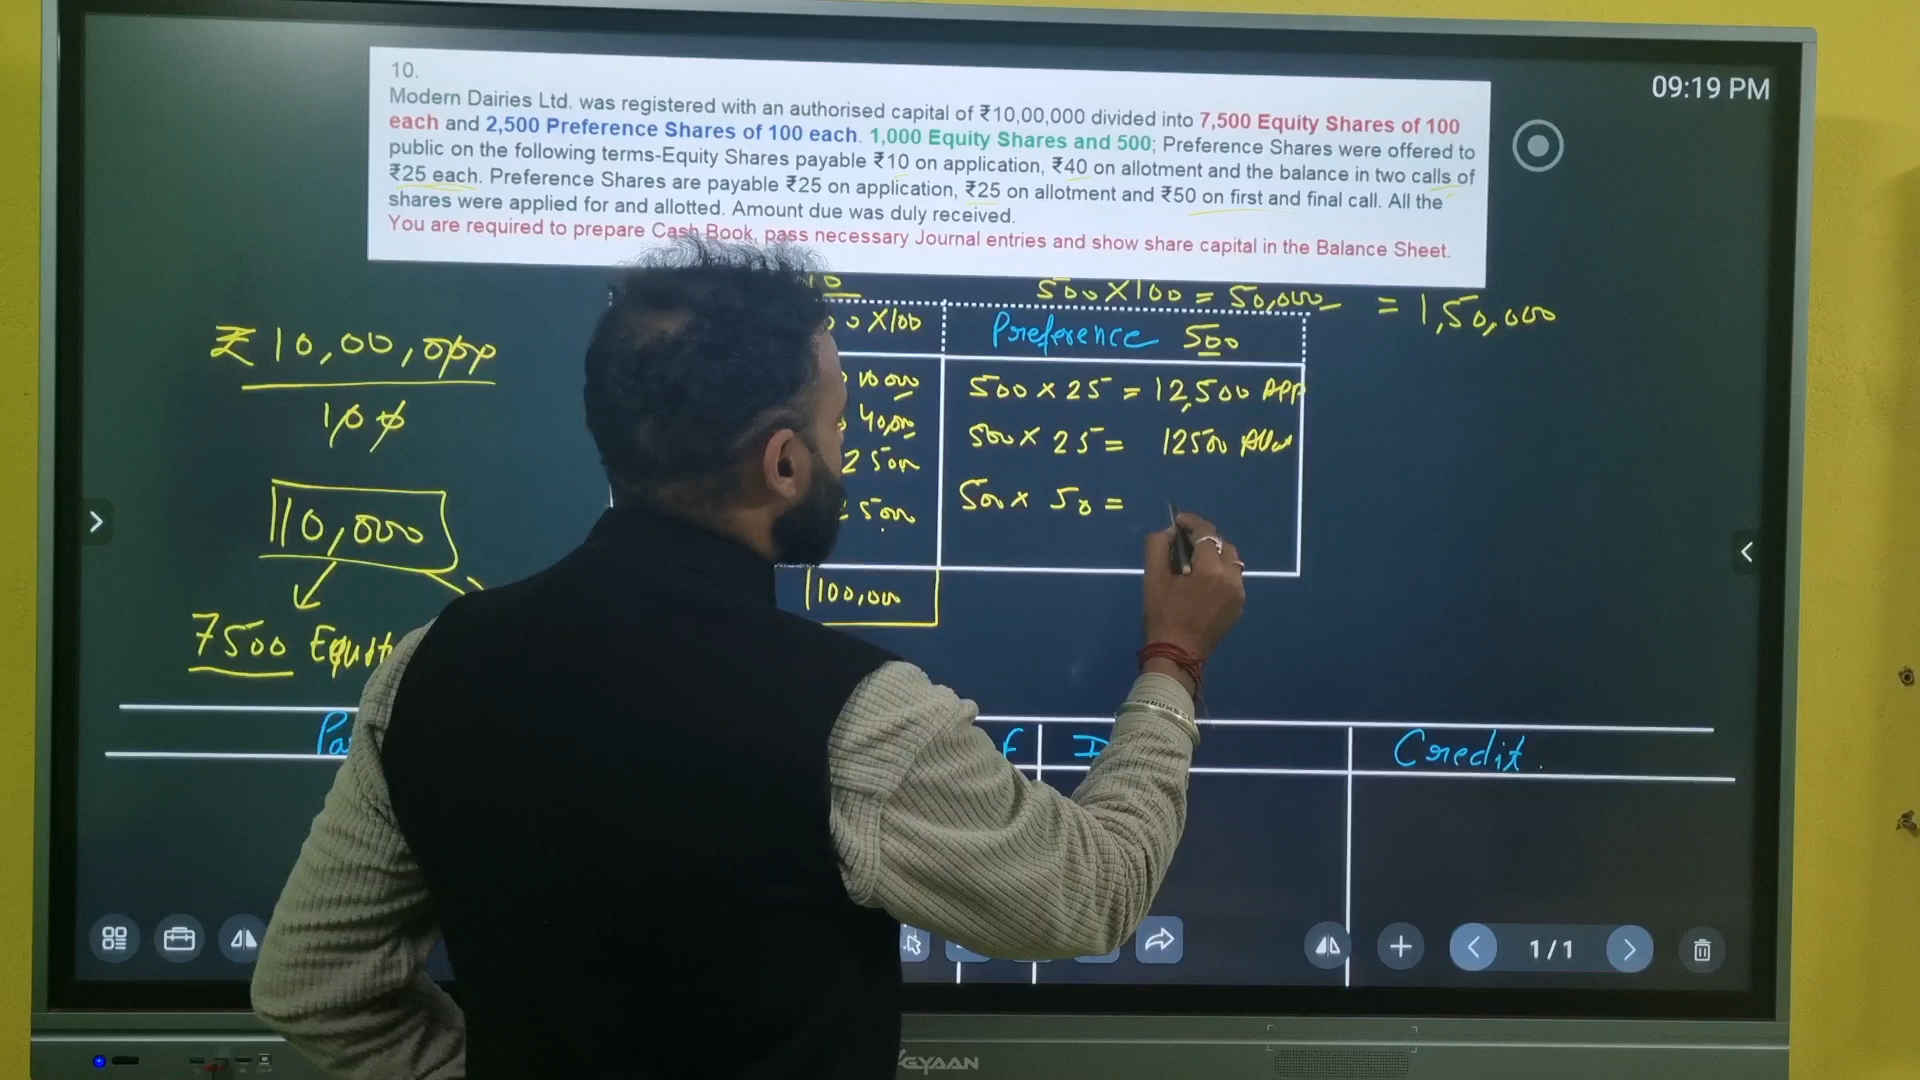 09:19 PM
10.
Modern Dairies Ltd. was registered with an authorised capital of ₹10,00,000 divided into 7,500 Equity Shares of 100
each and 2,500 Preference Shares of 100 each. 1,000 Equity Shares and 500; Preference Shares were offered to
public on the following terms-Equity Shares payable ₹10 on application, ₹40 on allotment and the balance in two calls of
₹25 each. Preference Shares are payable ₹25 on application, ₹25 on allotment and ₹50 on first and final call. All the
shares were applied for and allotted. Amount due was duly received.
You are required to prepare Cash Book, pass necessary Journal entries and show share capital in the Balance Sheet.
500 X 100 = 50,000 = 1,50,000
₹ 10,00,000
100
10,000
7500
X100
10000
40,000
100,000
Preference 500
500 × 25 = 12,500 APP
500 × 25 = 12500
500 × 50 =
Credit.
1/1
GYAAN